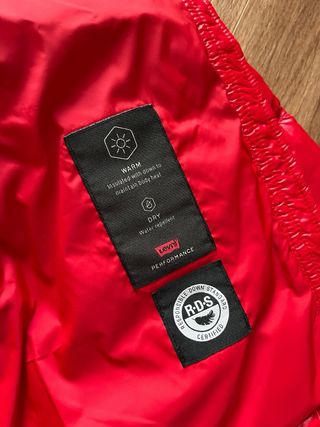 WARM
Insulated with down to
maintain body heat
DRY
Water repellent
Levi's
PERFORMANCE
RESPONSIBLE DOWN STANDARD
R·D·S
CERTIFIED